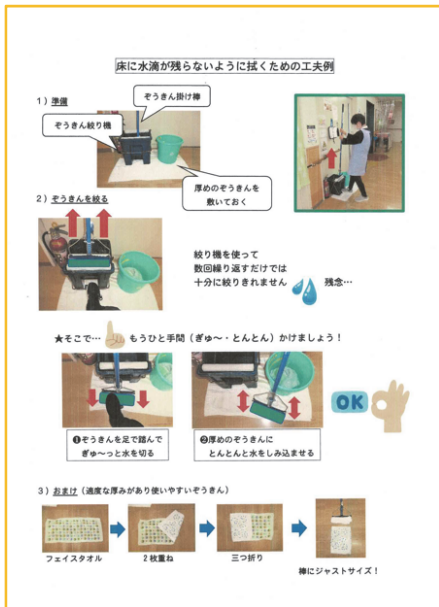 床に水滴が残らないように拭くための工夫例
1）準備
ぞうきん掛け棒
ぞうきん絞り機
厚めのぞうきんを
敷いておく
2）ぞうきんを絞る
絞り機を使って
数回繰り返すだけでは
十分に絞りきれません
残念…
★そこで…
もうひと手間（ぎゅ～・とんとん）かけましょう！
❶ぞうきんを足で踏んで
ぎゅ～っと水を切る
❷厚めのぞうきんに
とんとんと水をしみ込ませる
OK
3）おまけ（適度な厚みがあり使いやすいぞうきん）
フェイスタオル
2枚重ね
三つ折り
棒にジャストサイズ！